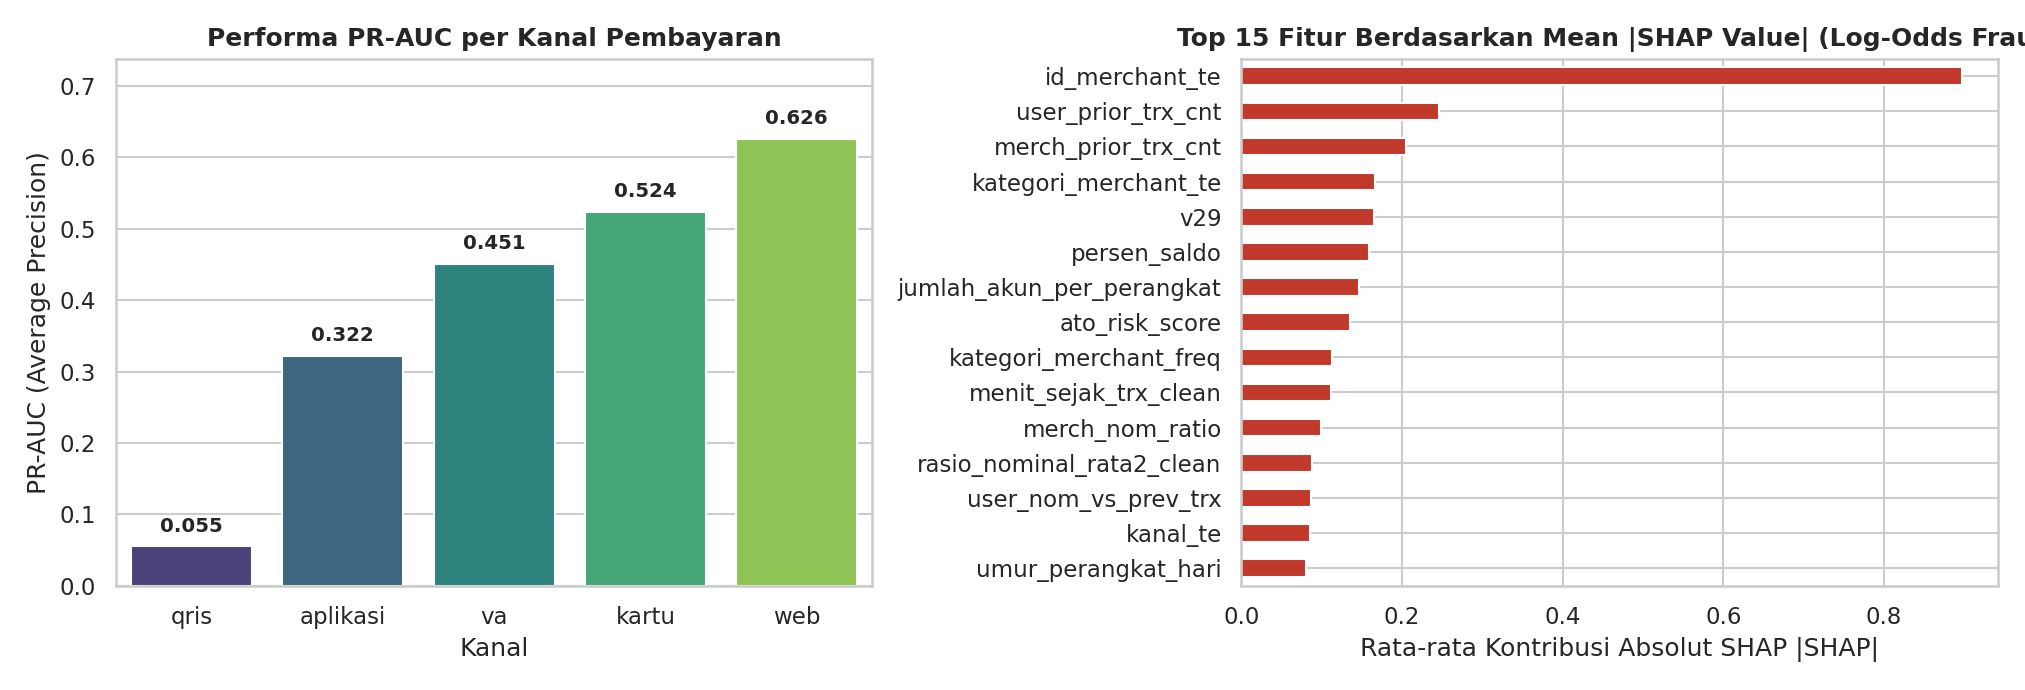 Performa PR-AUC per Kanal Pembayaran
PR-AUC (Average Precision)
0.7
0.6
0.5
0.4
0.3
0.2
0.1
0.0
0.055
0.322
0.451
0.524
0.626
qris
aplikasi
va
kartu
web
Kanal
Top 15 Fitur Berdasarkan Mean |SHAP Value| (Log-Odds Frau
id_merchant_te
user_prior_trx_cnt
merch_prior_trx_cnt
kategori_merchant_te
v29
persen_saldo
jumlah_akun_per_perangkat
ato_risk_score
kategori_merchant_freq
menit_sejak_trx_clean
merch_nom_ratio
rasio_nominal_rata2_clean
user_nom_vs_prev_trx
kanal_te
umur_perangkat_hari
0.0
0.2
0.4
0.6
0.8
Rata-rata Kontribusi Absolut SHAP |SHAP|